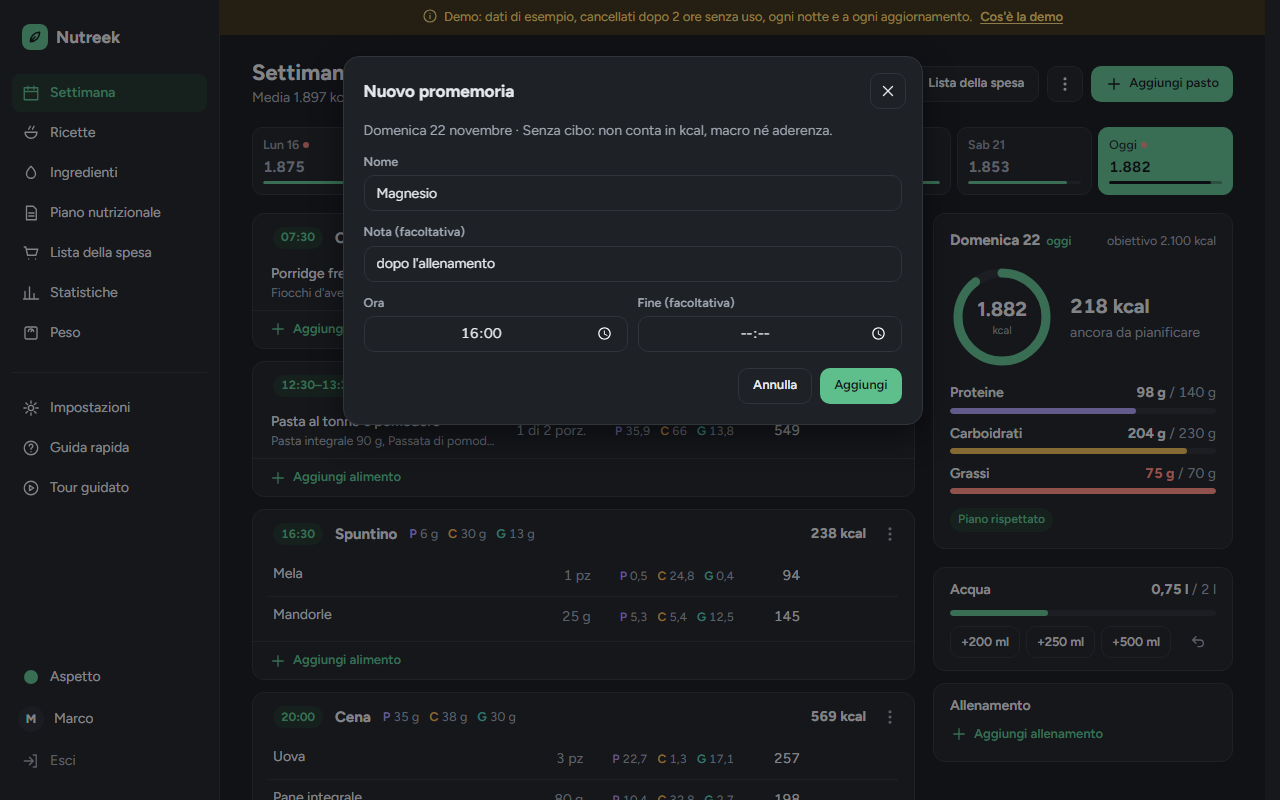 Nutreek
Settimana
Ricette
Ingredienti
Piano nutrizionale
Lista della spesa
Statistiche
Peso
Impostazioni
Guida rapida
Tour guidato
Aspetto
M Marco
Esci
Demo: dati di esempio, cancellati dopo 2 ore senza uso, ogni notte e a ogni aggiornamento. Cos'è la demo
Settiman
Media 1.897 kc
Lista della spesa
Aggiungi pasto
Lun 16
1.875
Sab 21
1.853
Oggi
1.882
Nuovo promemoria
Domenica 22 novembre · Senza cibo: non conta in kcal, macro né aderenza.
Nome
Magnesio
Nota (facoltativa)
dopo l'allenamento
Ora
Fine (facoltativa)
16:00
--:--
Annulla
Aggiungi
07:30
Porridge fre
Fiocchi d'ave
Aggiung
12:30–13:
Pasta al tonno e pomodoro
Pasta integrale 90 g, Passata di pomod...
1 di 2 porz.
P 35,9 C 66 G 13,8
549
Aggiungi alimento
16:30 Spuntino P 6 g C 30 g G 13 g 238 kcal
Mela 1 pz P 0,5 C 24,8 G 0,4 94
Mandorle 25 g P 5,3 C 5,4 G 12,5 145
Aggiungi alimento
20:00 Cena P 35 g C 38 g G 30 g 569 kcal
Uova 3 pz P 22,7 C 1,3 G 17,1 257
Pane integrale 80 g P 10,4 C 32,8 G 2,7 198
Domenica 22 oggi obiettivo 2.100 kcal
1.882
kcal
218 kcal
ancora da pianificare
Proteine 98 g / 140 g
Carboidrati 204 g / 230 g
Grassi 75 g / 70 g
Piano rispettato
Acqua 0,75 l / 2 l
+200 ml
+250 ml
+500 ml
Allenamento
Aggiungi allenamento